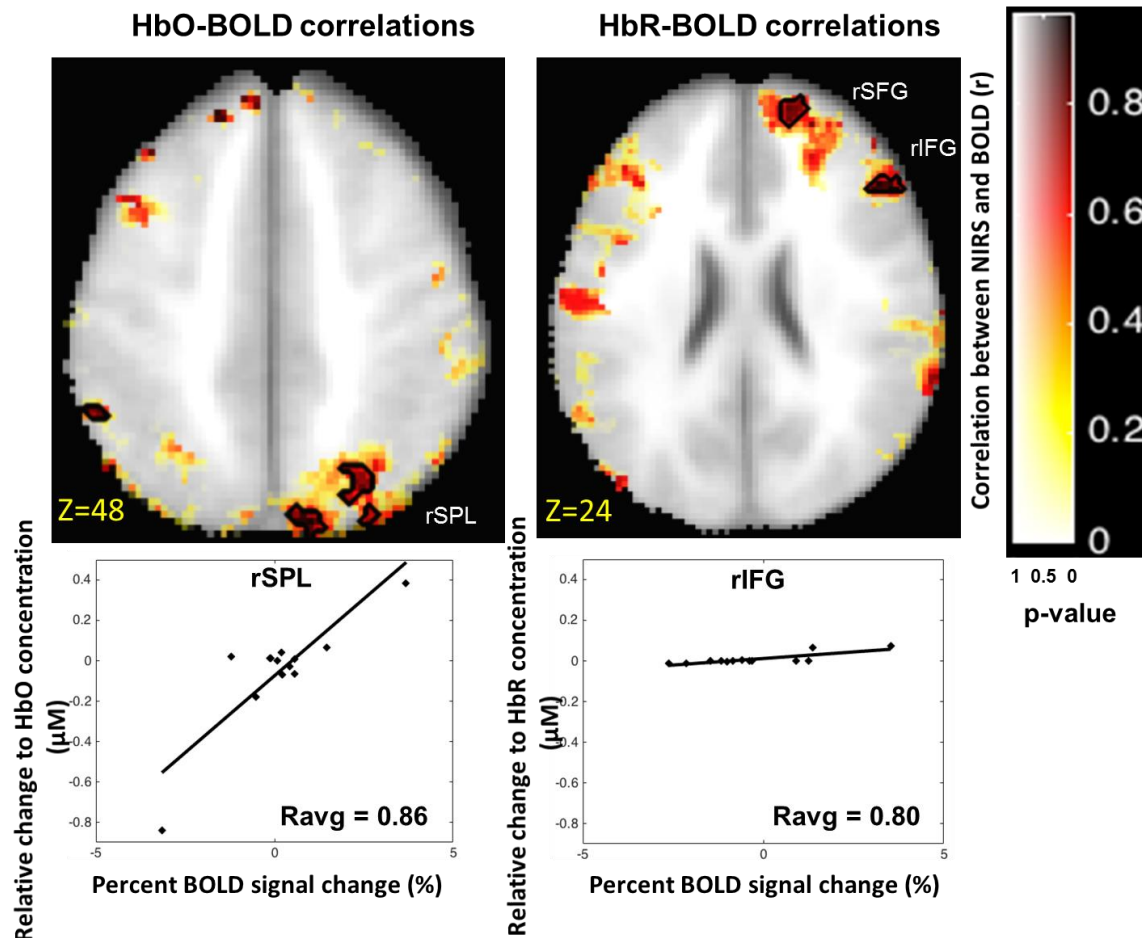 HbO-BOLD correlations
HbR-BOLD correlations
rSFG
rIFG
Z=48
rSPL
Z=24
Correlation between NIRS and BOLD (r)
0.8
0.6
0.4
0.2
0
1 0.5 0
p-value
rSPL
Relative change to HbO concentration
(μM)
0.4
0.2
0
-0.2
-0.4
-0.6
-0.8
Ravg = 0.86
-5 0 5
Percent BOLD signal change (%)
rIFG
Relative change to HbR concentration
(μM)
0.4
0.2
0
-0.2
-0.4
-0.6
-0.8
Ravg = 0.80
-5 0 5
Percent BOLD signal change (%)